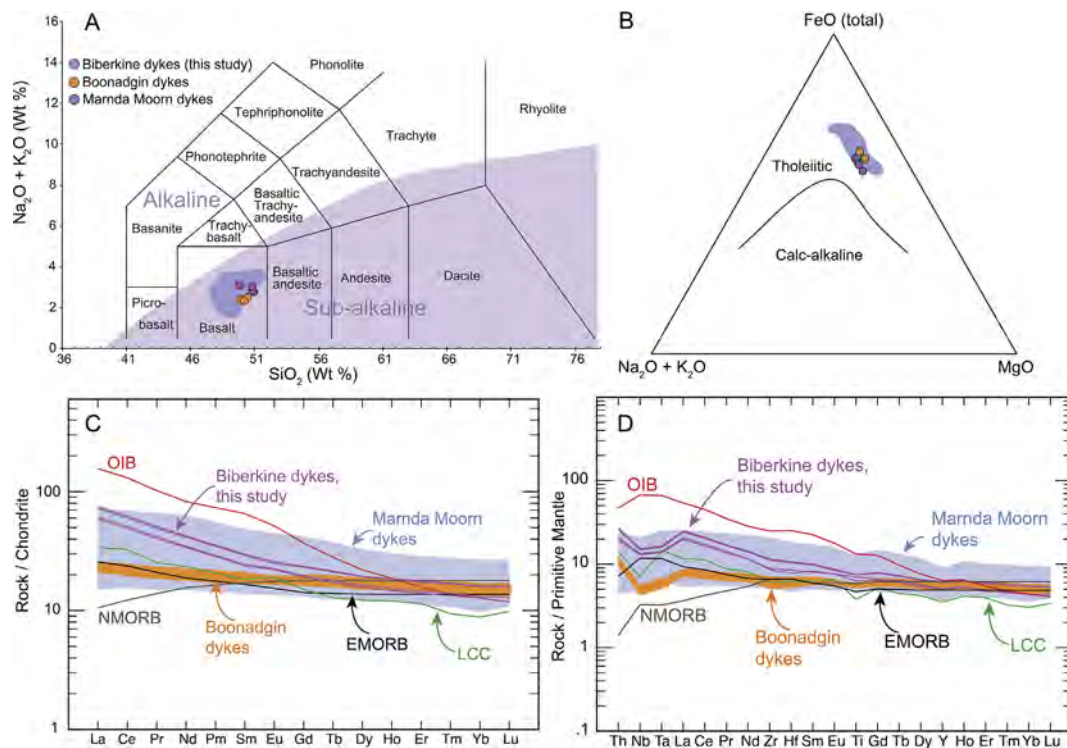 A
16
14
12
10
8
6
4
2
0
Na2O + K2O (Wt %)
Biberkine dykes (this study)
Boonadgin dykes
Marnda Moorn dykes
Phonolite
Tephriphonolite
Phonotephrite
Trachyte
Rhyolite
Trachyandesite
Alkaline
Basaltic
Trachy-
andesite
Basanite
Trachy-
basalt
Basaltic
andesite
Andesite
Dacite
Picro-
basalt
Basalt
Sub-alkaline
36 41 46 51 56 61 66 71 76
SiO2 (Wt %)
B
FeO (total)
Tholeiitic
Calc-alkaline
Na2O + K2O
MgO
C
Rock / Chondrite
100
10
1
OIB
Biberkine dykes,
this study
Marnda Moorn
dykes
NMORB
Boonadgin
dykes
EMORB
LCC
La Ce Pr Nd Pm Sm Eu Gd Tb Dy Ho Er Tm Yb Lu
D
Rock / Primitive Mantle
100
10
1
-1
OIB
Biberkine dykes,
this study
Marnda Moorn
dykes
NMORB
Boonadgin
dykes
EMORB
LCC
Th Nb Ta La Ce Pr Nd Zr Hf Sm Eu Ti Gd Tb Dy Y Er Tm Yb Lu